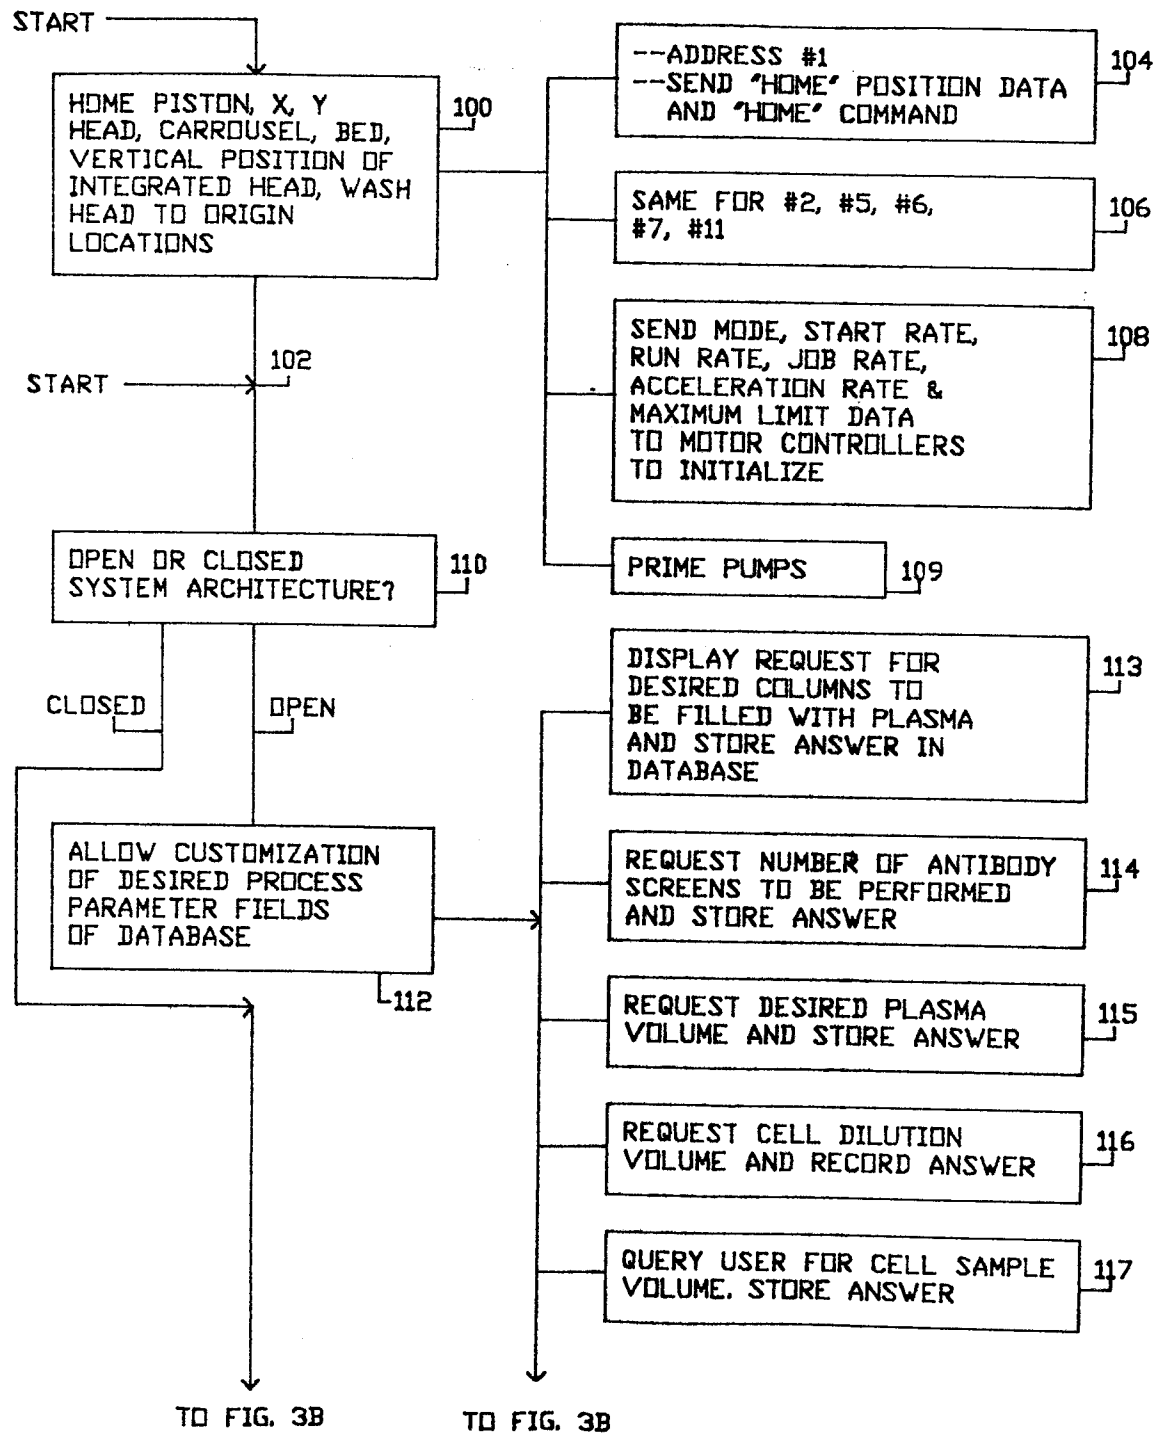 START
HOME PISTON, X, Y
HEAD, CARROUSEL, BED,
VERTICAL POSITION OF
INTEGRATED HEAD, WASH
HEAD TO ORIGIN
LOCATIONS
100
--ADDRESS #1
--SEND "HOME" POSITION DATA
AND "HOME" COMMAND
104
SAME FOR #2, #5, #6,
#7, #11
106
SEND MODE, START RATE,
RUN RATE, JOB RATE,
ACCELERATION RATE &
MAXIMUM LIMIT DATA
TO MOTOR CONTROLLERS
TO INITIALIZE
108
102
START
PRIME PUMPS
109
OPEN OR CLOSED
SYSTEM ARCHITECTURE?
110
CLOSED
OPEN
ALLOW CUSTOMIZATION
OF DESIRED PROCESS
PARAMETER FIELDS
OF DATABASE
112
DISPLAY REQUEST FOR
DESIRED COLUMNS TO
BE FILLED WITH PLASMA
AND STORE ANSWER IN
DATABASE
113
REQUEST NUMBER OF ANTIBODY
SCREENS TO BE PERFORMED
AND STORE ANSWER
114
REQUEST DESIRED PLASMA
VOLUME AND STORE ANSWER
115
REQUEST CELL DILUTION
VOLUME AND RECORD ANSWER
116
QUERY USER FOR CELL SAMPLE
VOLUME. STORE ANSWER
117
TO FIG. 3B
TO FIG. 3B